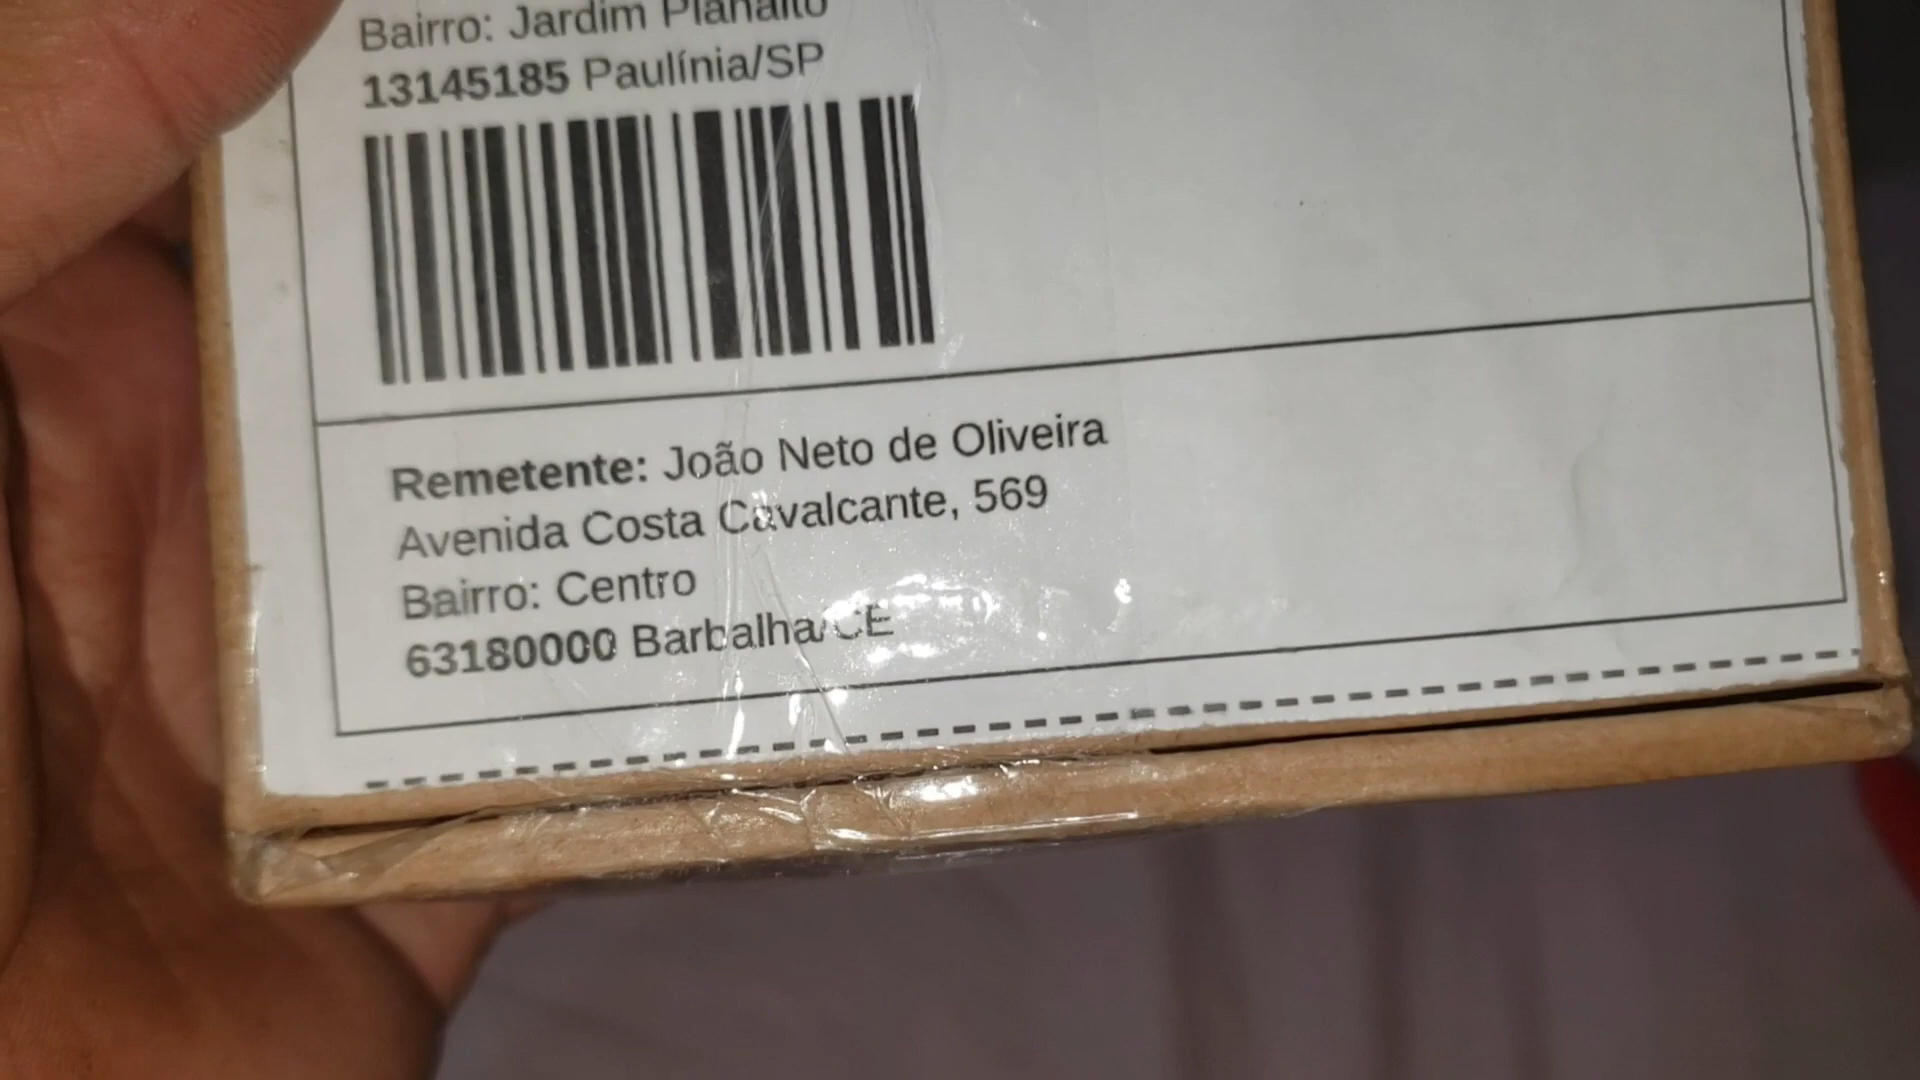 Bairro: Jardim Planalto
13145185 Paulínia/SP
Remetente: João Neto de Oliveira
Avenida Costa Cavalcante, 569
Bairro: Centro
63180000 Barbalha/CE